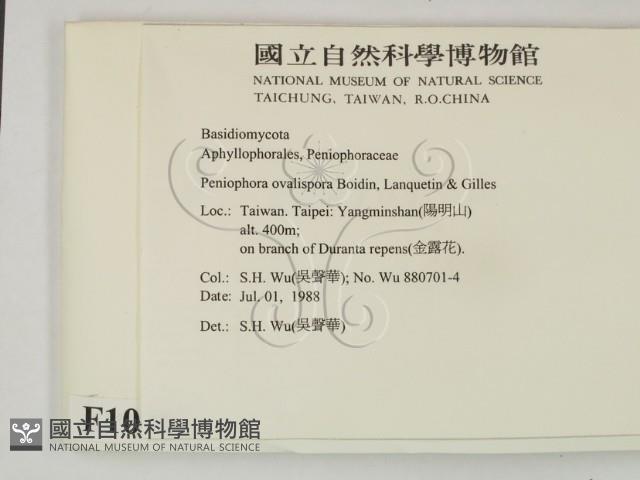 國立自然科學博物館
NATIONAL MUSEUM OF NATURAL SCIENCE
TAICHUNG, TAIWAN, R.O.CHINA
Basidiomycota
Aphyllophorales, Peniophoraceae
Peniophora ovalispora Boidin, Lanquetin & Gilles
Loc.: Taiwan. Taipei: Yangminshan(陽明山)
alt. 400m;
on branch of Duranta repens(金露花).
Col.: S.H. Wu(吳聲華); No. Wu 880701-4
Date: Jul. 01, 1988
Det.: S.H. Wu(吳聲華)
F10
國立自然科學博物館
NATIONAL MUSEUM OF NATURAL SCIENCE